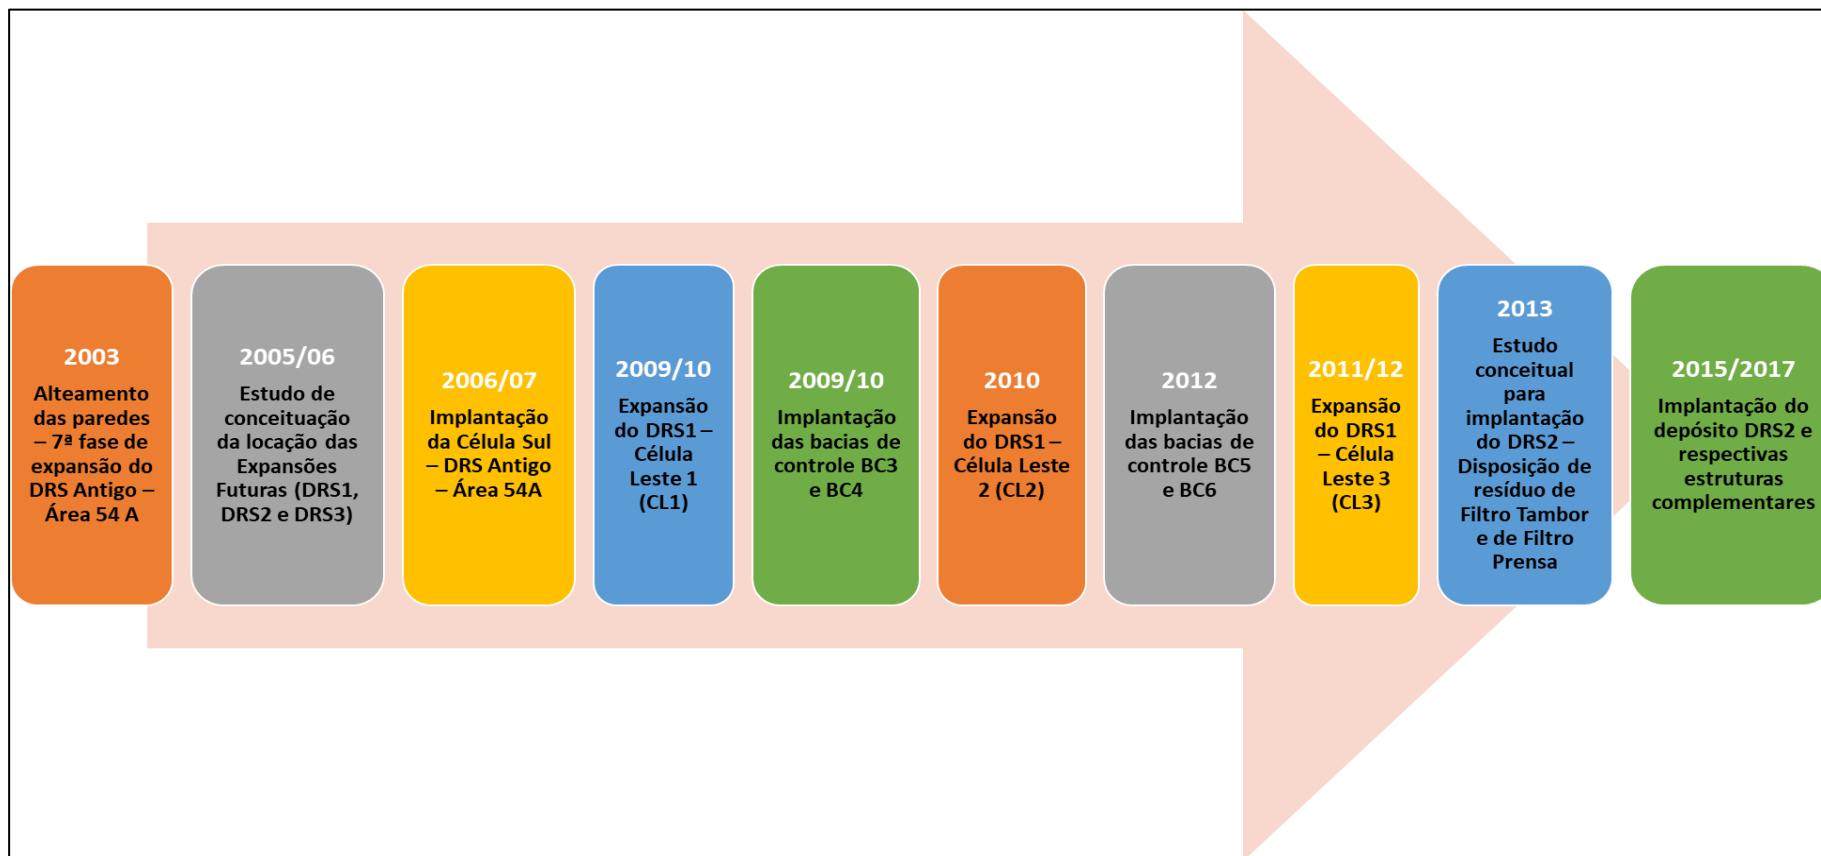 2003
Alteamento
das paredes
– 7ª fase de
expansão do
DRS Antigo –
Área 54 A
2005/06
Estudo de
conceituação
da locação das
Expansões
Futuras (DRS1,
DRS2 e DRS3)
2006/07
Implantação
da Célula Sul
– DRS Antigo
– Área 54A
2009/10
Expansão
do DRS1 –
Célula
Leste 1
(CL1)
2009/10
Implantação
das bacias de
controle BC3
e BC4
2010
Expansão
do DRS1 –
Célula Leste
2 (CL2)
2012
Implantação
das bacias de
controle BC5
e BC6
2011/12
Expansão
do DRS1
– Célula
Leste 3
(CL3)
2013
Estudo
conceitual
para
implantação
do DRS2 –
Disposição de
resíduo de
Filtro Tambor
e de Filtro
Prensa
2015/2017
Implantação do
depósito DRS2 e
respectivas
estruturas
complementares